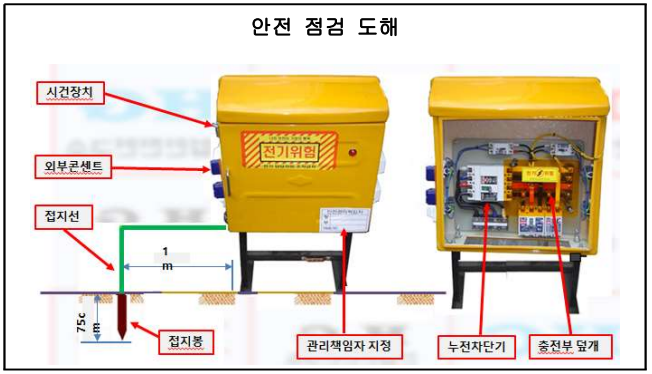 안전 점검 도해
시건장치
외부콘센트
접지선
1
m
75c
m
접지봉
전기위험
관리책임자 지정
누전차단기
충전부 덮개